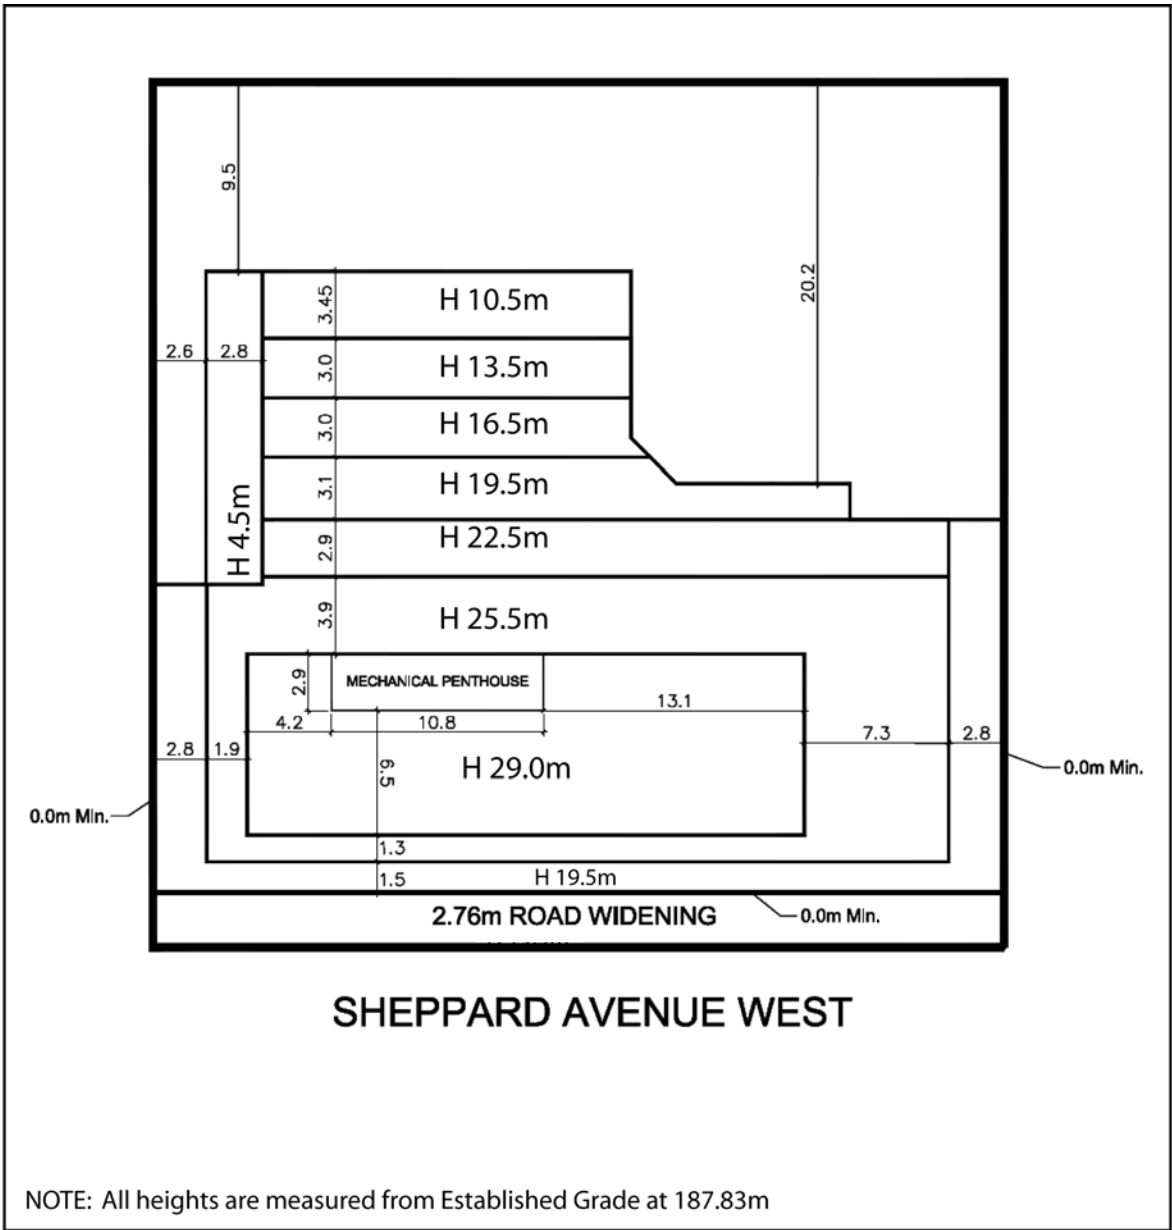 9.5
20.2
3.45
H 10.5m
2.6
2.8
3.0
H 13.5m
3.0
H 16.5m
3.1
H 19.5m
H 4.5m
2.9
H 22.5m
3.9
H 25.5m
2.9
MECHANICAL PENTHOUSE
13.1
4.2
10.8
7.3
2.8
2.8
1.9
6.5
H 29.0m
0.0m Min.
0.0m Min.
1.3
1.5
H 19.5m
2.76m ROAD WIDENING
0.0m Min.
SHEPPARD AVENUE WEST
NOTE: All heights are measured from Established Grade at 187.83m